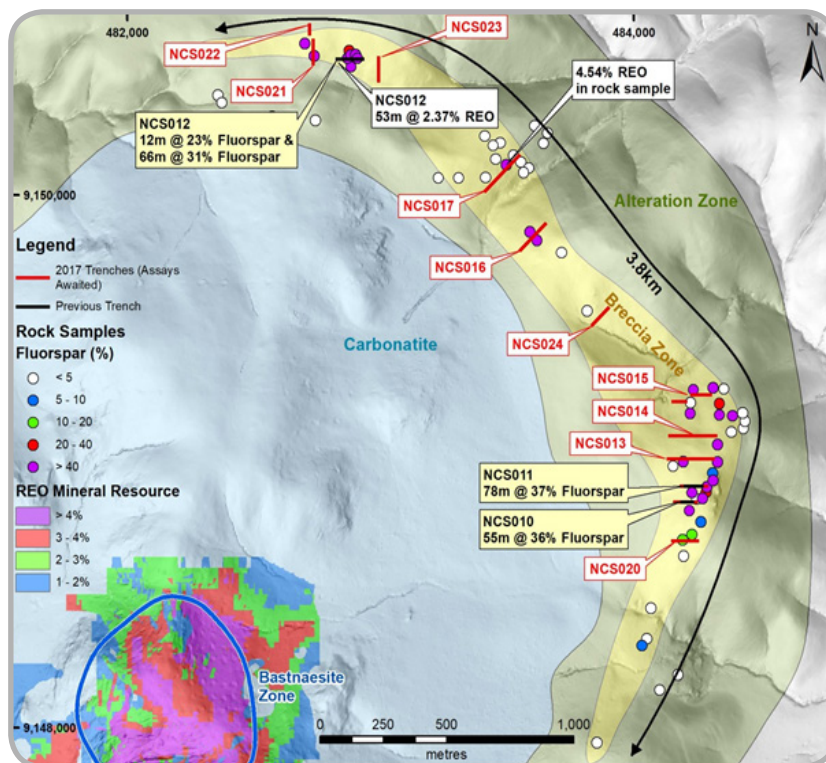 482,000
484,000
N
NCS022
NCS023
NCS021
4.54% REO
in rock sample
NCS012
53m @ 2.37% REO
NCS012
12m @ 23% Fluorspar &
66m @ 31% Fluorspar
9,150,000
NCS017
Alteration Zone
Legend
2017 Trenches (Assays
Awaited)
Previous Trench
NCS016
3.8km
Rock Samples
Fluorspar (%)
< 5
5 - 10
10 - 20
20 - 40
> 40
Carbonatite
Breccia Zone
NCS024
NCS015
NCS014
NCS013
NCS011
78m @ 37% Fluorspar
NCS010
55m @ 36% Fluorspar
NCS020
REO Mineral Resource
> 4%
3 - 4%
2 - 3%
1 - 2%
Bastnaesite
Zone
9,148,000
0 250 500 1,000
metres